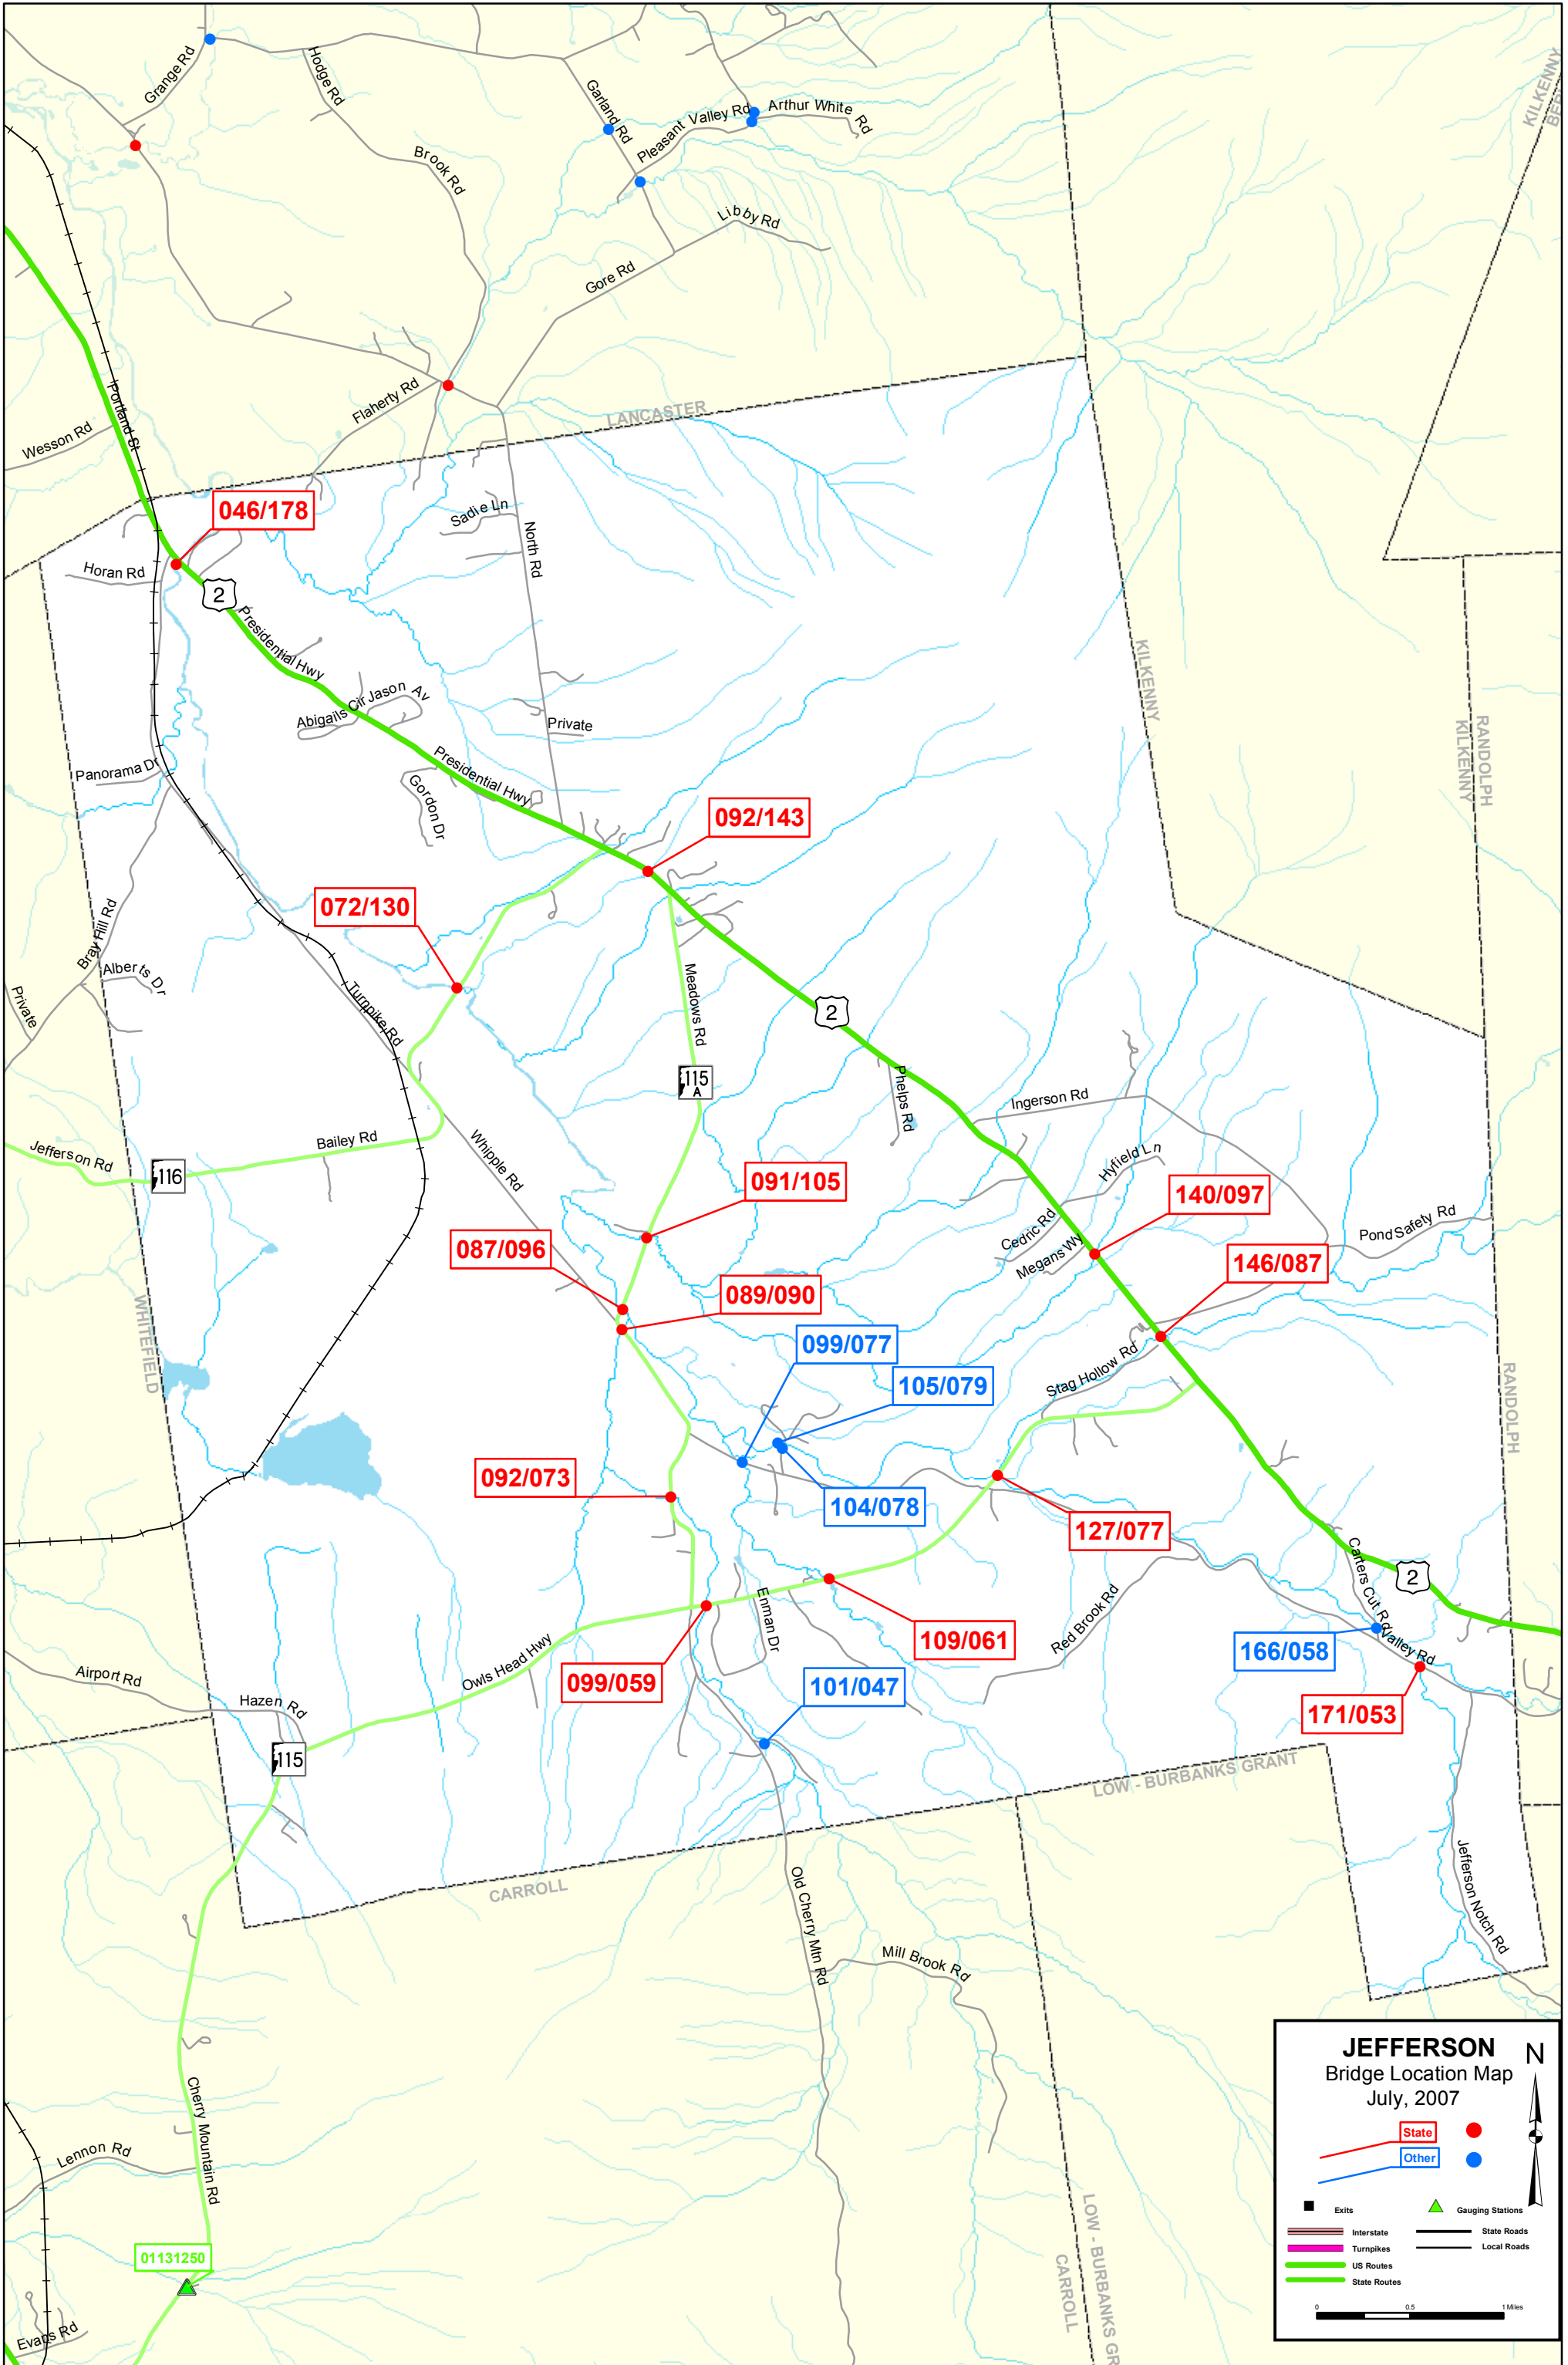 Grange Rd
Hodge Rd
Garland Rd
Pleasant Valley Rd
Arthur White Rd
Brook Rd
Libby Rd
Gore Rd
KILKENNY
Flaherty Rd
LANCASTER
Portland St
Wesson Rd
046/178
Sadie Ln
North Rd
Horan Rd
2
Presidential Hwy
Abigails Cir
Jason Av
Private
KILKENNY
RANDOLPH
KILKENNY
Panorama Dr
Presidential Hwy
Gordon Dr
092/143
072/130
Bray Hill Rd
Alberts Dr
Private
Turnpike Rd
Meadows Rd
2
115
A
Phelps Rd
Ingerson Rd
Jefferson Rd
116
Bailey Rd
Whipple Rd
Hyfield Ln
091/105
140/097
Cedric Rd
Megans Wy
Pond Safety Rd
087/096
146/087
089/090
WHITEFIELD
099/077
105/079
Stag Hollow Rd
RANDOLPH
092/073
104/078
127/077
Carters Cut Rd
2
Enman Dr
Red Brook Rd
109/061
166/058
Valley Rd
Owls Head Hwy
099/059
101/047
171/053
Airport Rd
Hazen Rd
115
LOW - BURBANKS GRANT
CARROLL
Old Cherry Mtn Rd
Jefferson Notch Rd
Mill Brook Rd
Cherry Mountain Rd
Lennon Rd
01131250
Evans Rd
CARROLL
LOW - BURBANKS GR
JEFFERSON
Bridge Location Map
July, 2007
N
State
Other
Exits
Gauging Stations
Interstate
State Roads
Turnpikes
Local Roads
US Routes
State Routes
0 0.5 1 Miles